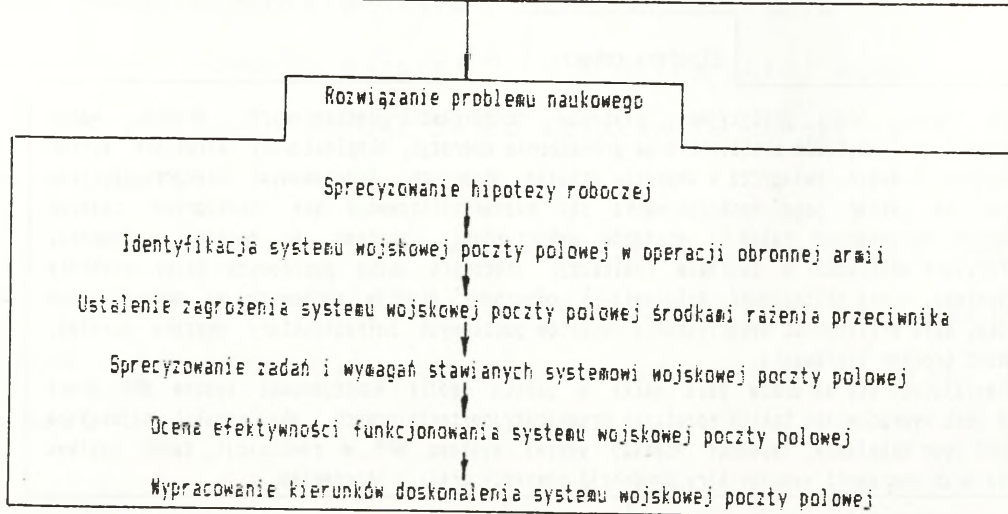 Rozwiązanie problemu naukowego
Sprecyzowanie hipotezy roboczej
Identyfikacja systemu wojskowej poczty polowej w operacji obronnej armii
Ustalenie zagrożenia systemu wojskowej poczty polowej środkami rażenia przeciwnika
Sprecyzowanie zadań i wymagań stawianych systemowi wojskowej poczty polowej
Ocena efektywności funkcjonowania systemu wojskowej poczty polowej
Wypracowanie kierunków doskonalenia systemu wojskowej poczty polowej